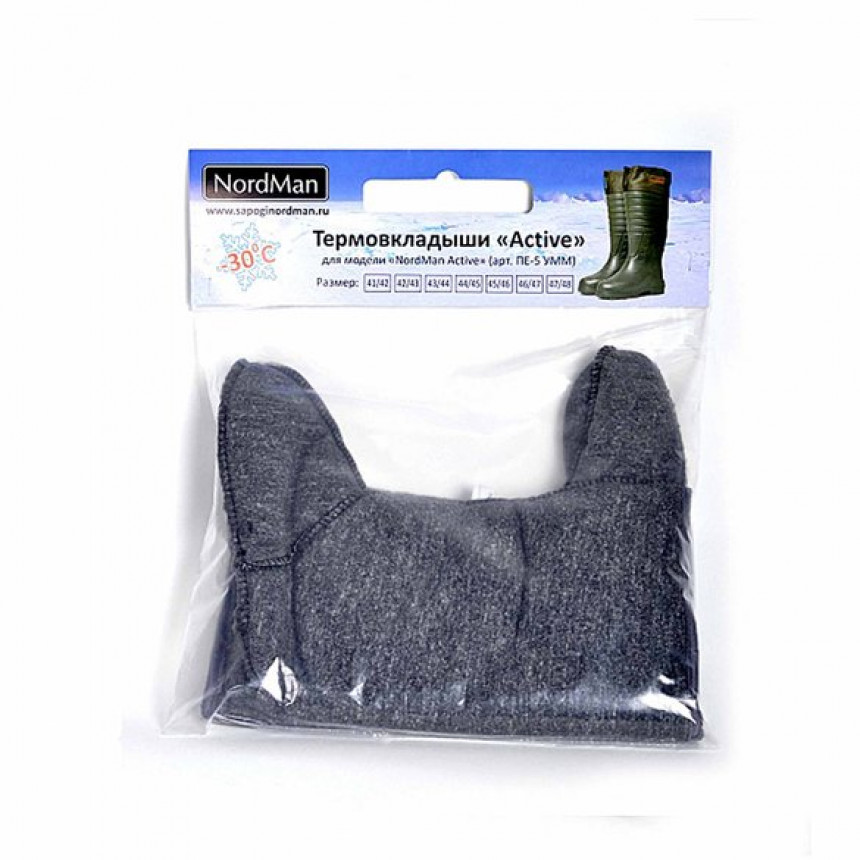 NordMan
www.sapoginordman.ru
-30°C
Термовкладыши «Active»
для модели «NordMan Active» (арт. ПЕ-5 УММ)
Размер: 41/42 42/43 43/44 44/45 45/46 46/47 47/48